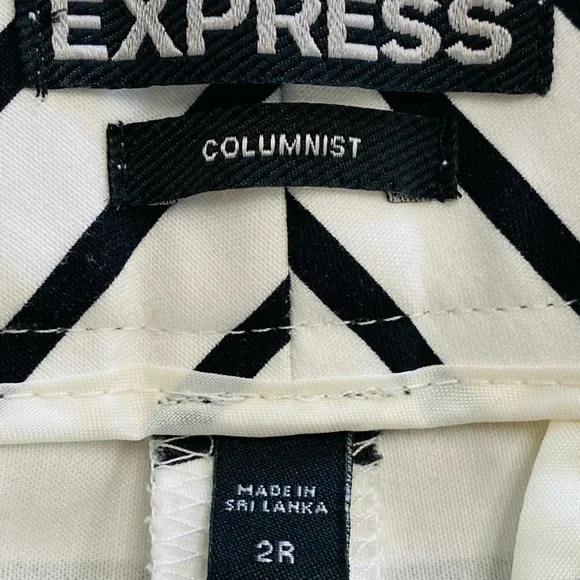 EXPRESS
COLUMNIST
MADE IN
SRI LANKA
2R